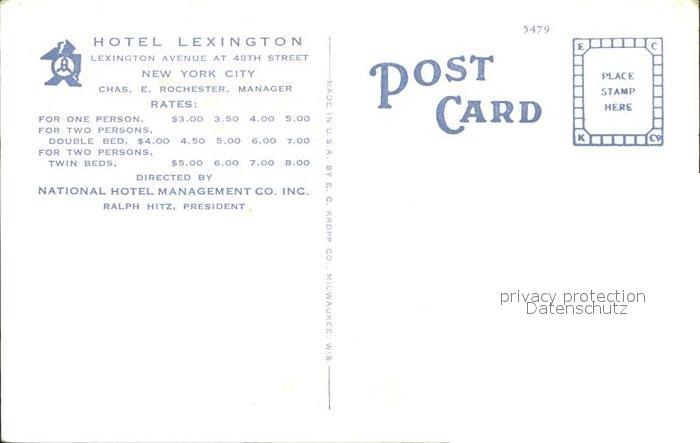 HOTEL LEXINGTON
LEXINGTON AVENUE AT 48TH STREET
NEW YORK CITY
CHAS. E. ROCHESTER, MANAGER
RATES:
FOR ONE PERSON, $3.00 3.50 4.00 5.00
FOR TWO PERSONS,
DOUBLE BED, $4.00 4.50 5.00 6.00 7.00
FOR TWO PERSONS,
TWIN BEDS, $5.00 6.00 7.00 8.00
DIRECTED BY
NATIONAL HOTEL MANAGEMENT CO. INC.
RALPH HITZ, PRESIDENT
MADE IN U.S.A. BY E. C. KROPP CO., MILWAUKEE, WIS.
5479
POST
CARD
E C
PLACE
STAMP
HERE
K Co
privacy protection
Datenschutz